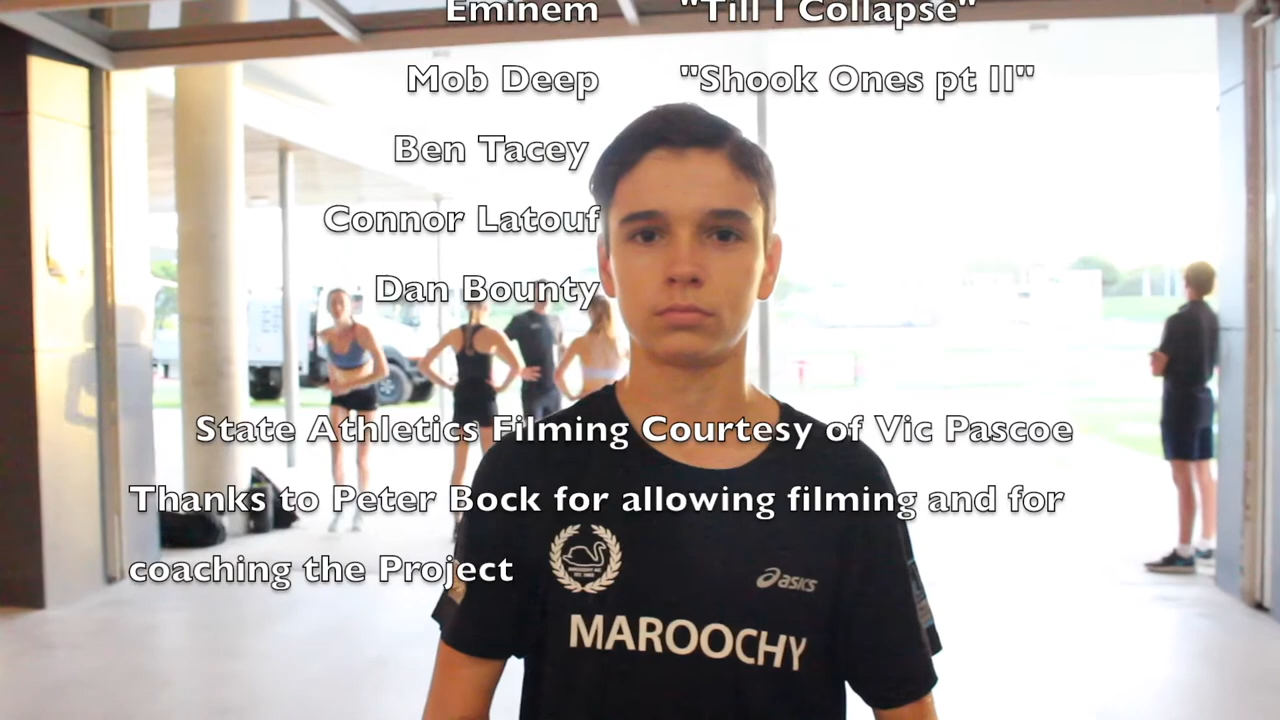 Eminem "Till I Collapse"
Mob Deep "Shook Ones pt II"
Ben Tacey
Connor Latouf
Dan Bounty
State Athletics Filming Courtesy of Vic Pascoe
Thanks to Peter Bock for allowing filming and for
coaching the Project
asics
MAROOCHY